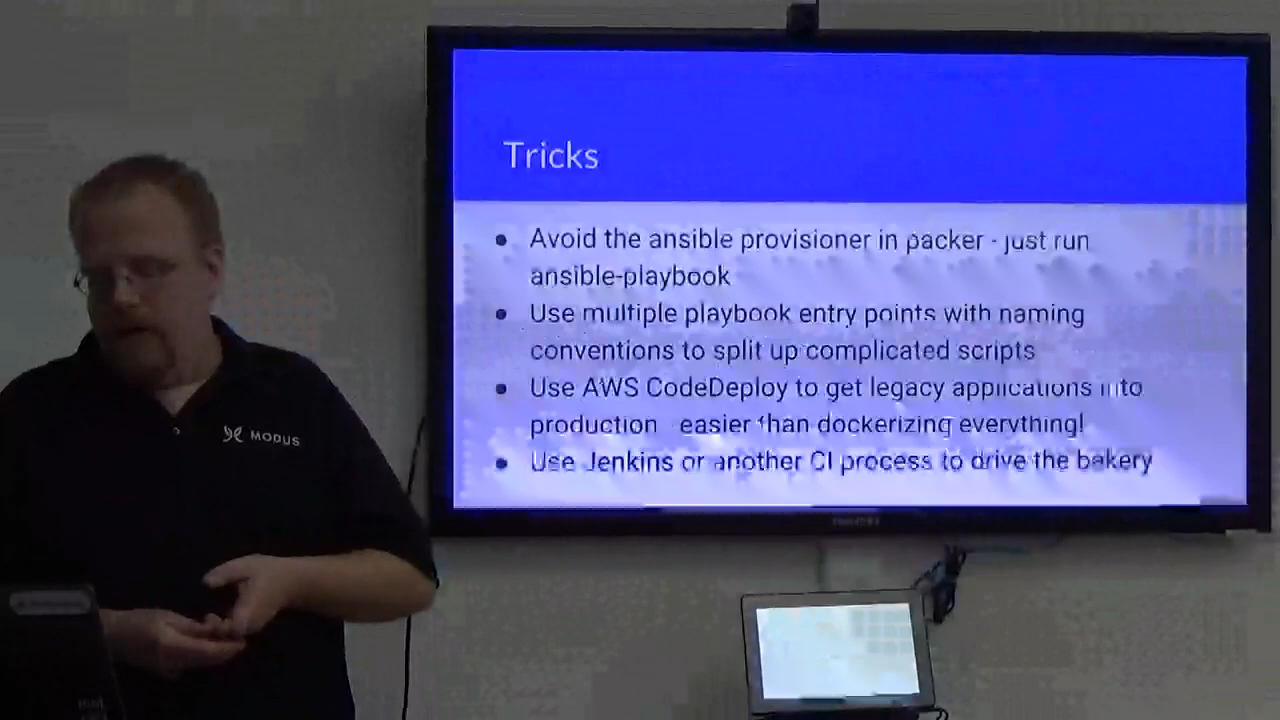 Tricks
● Avoid the ansible provisioner in packer - just run
ansible-playbook
● Use multiple playbook entry points with naming
conventions to split up complicated scripts
● Use AWS CodeDeploy to get legacy applications into
production easier than dockerizing everything!
● Use Jenkins or another CI process to drive the bakery
MODUS